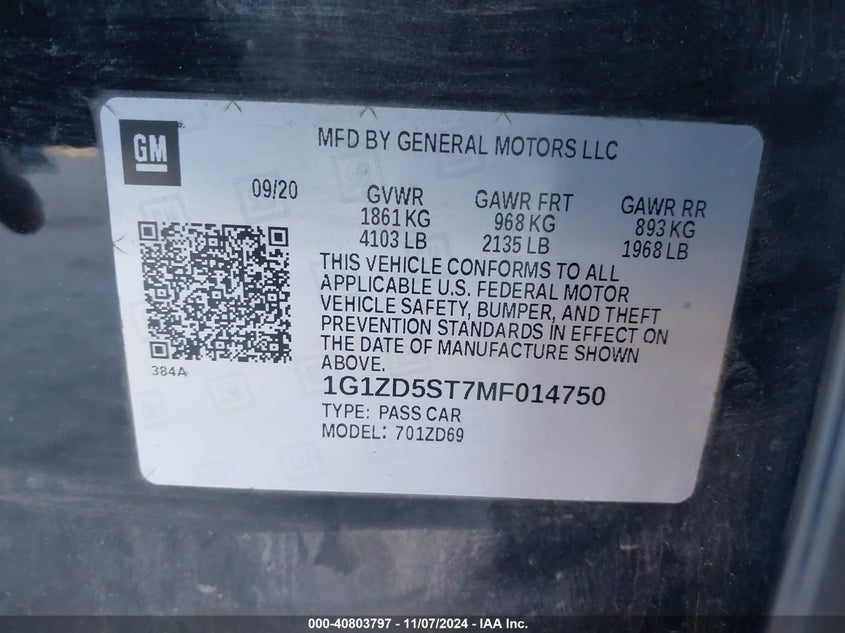 GM
MFD BY GENERAL MOTORS LLC
09/20
GVWR
1861 KG
4103 LB
GAWR FRT
968 KG
2135 LB
GAWR RR
893 KG
1968 LB
THIS VEHICLE CONFORMS TO ALL
APPLICABLE U.S. FEDERAL MOTOR
VEHICLE SAFETY, BUMPER, AND THEFT
PREVENTION STANDARDS IN EFFECT ON
THE DATE OF MANUFACTURE SHOWN
ABOVE.
384A
1G1ZD5ST7MF014750
TYPE: PASS CAR
MODEL: 701ZD69
000-40803797 - 11/07/2024 - IAA Inc.